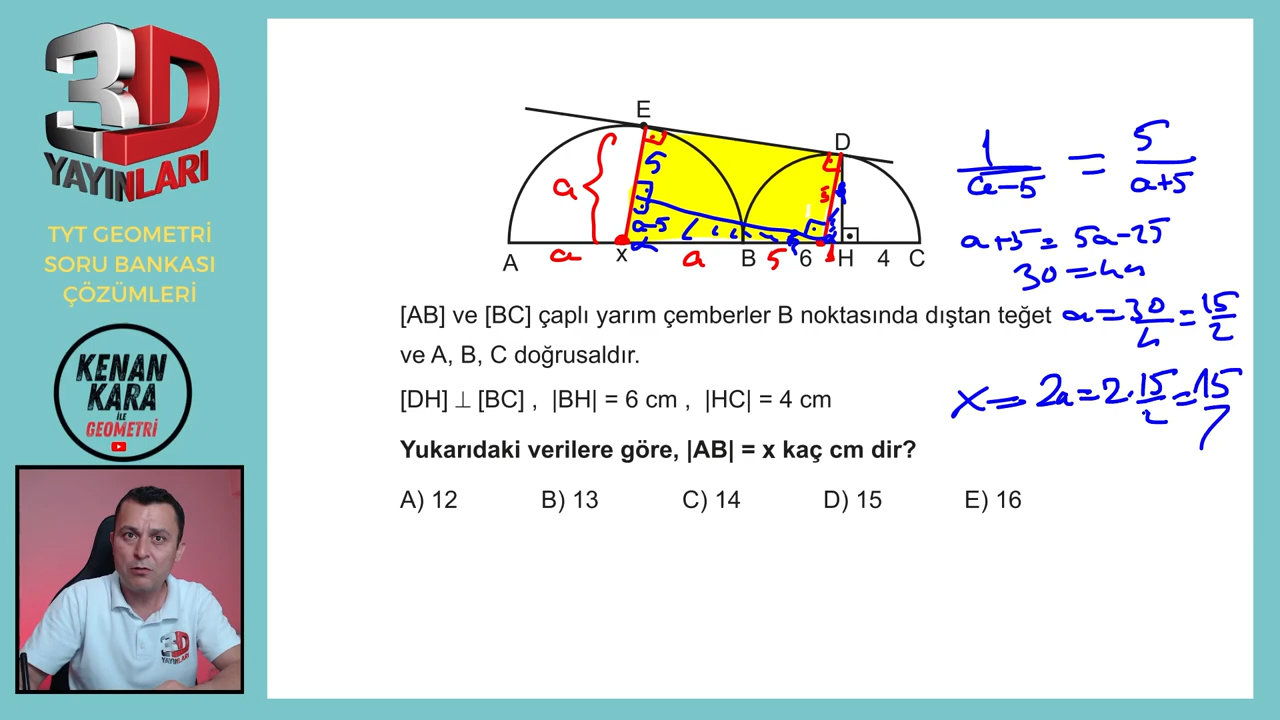 3D
YAYINLARI
TYT GEOMETRİ
SORU BANKASI
ÇÖZÜMLERİ
KENAN
KARA
İLE
GEOMETRİ
3D
YAYINLARI
E
D
a
5
5
a-5
A
a
x
a
B
5
6
1
H
4
C
[AB] ve [BC] çaplı yarım çemberler B noktasında dıştan teğet
ve A, B, C doğrusaldır.
[DH] ⊥ [BC] , |BH| = 6 cm , |HC| = 4 cm
Yukarıdaki verilere göre, |AB| = x kaç cm dir?
A) 12 B) 13 C) 14 D) 15 E) 16
1/(a-5) = 5/(a+5)
a+5 = 5a-25
30 = 4a
a = 30/4 = 15/2
x = 2a = 2.15/2 = 15